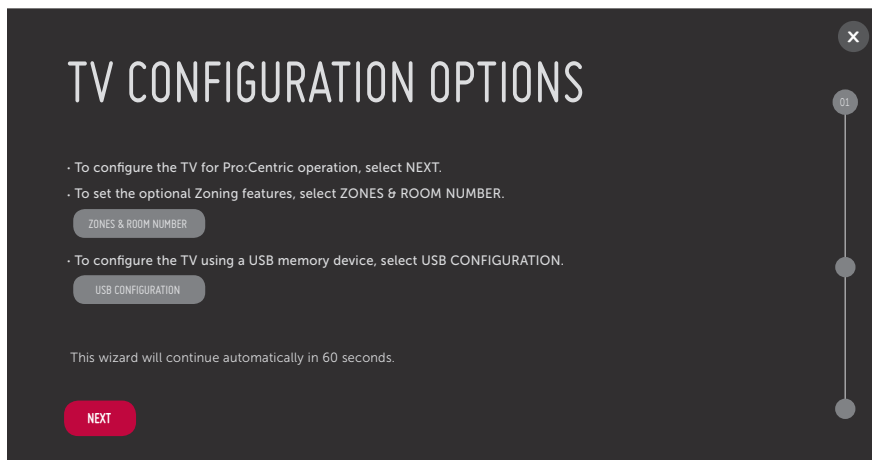 X
TV CONFIGURATION OPTIONS
01
· To configure the TV for Pro:Centric operation, select NEXT.
· To set the optional Zoning features, select ZONES & ROOM NUMBER.
ZONES & ROOM NUMBER
· To configure the TV using a USB memory device, select USB CONFIGURATION.
USB CONFIGURATION
This wizard will continue automatically in 60 seconds.
NEXT